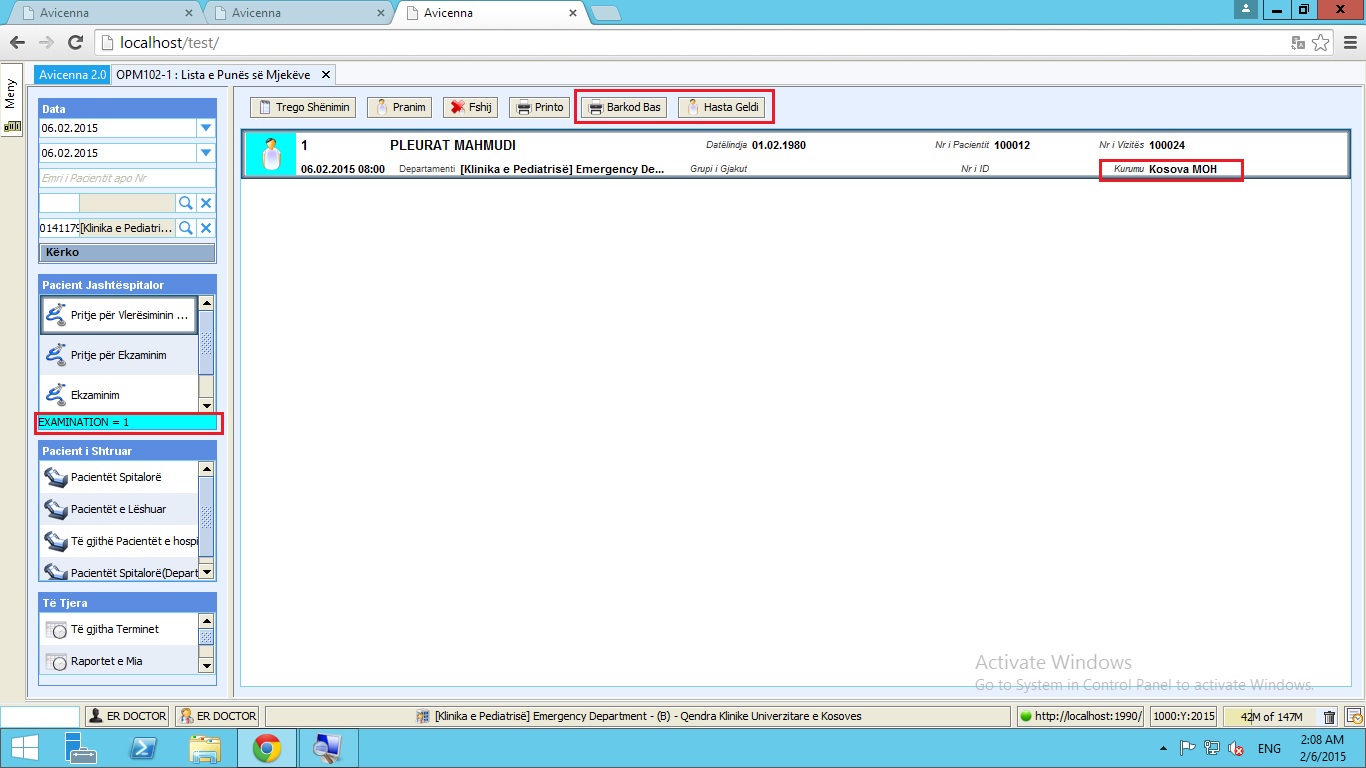 Avicenna
Avicenna
Avicenna
localhost/test/
Meny
Avicenna 2.0
OPM102-1 : Lista e Punës së Mjekëve
Data
06.02.2015
06.02.2015
Emri i Pacientit apo Nr
[Klinika e Pediatri...
Kërko
Pacient Jashtëspitalor
Pritje për Vlerësiminin ...
Pritje për Ekzaminim
Ekzaminim
EXAMINATION = 1
Pacient i Shtruar
Pacientët Spitalorë
Pacientët e Lëshuar
Të gjithë Pacientët e hospi
Pacientët Spitalorë(Depart
Të Tjera
Të gjitha Terminet
Raportet e Mia
Trego Shënimin
Pranim
Fshij
Printo
Barkod Bas
Hasta Geldi
1 PLEURAT MAHMUDI Datëlindja 01.02.1980 Nr i Pacientit 100012 Nr i Vizitës 100024
06.02.2015 08:00 Departamenti [Klinika e Pediatrisë] Emergency De... Grupi i Gjakut Nr i ID Kurumu Kosova MOH
Activate Windows
Go to System in Control Panel to activate Windows.
ER DOCTOR
ER DOCTOR
[Klinika e Pediatrisë] Emergency Department - (B) - Qendra Klinike Univerzitare e Kosoves
http://localhost:1990/
1000:Y:2015
42M of 147M
ENG
2:08 AM
2/6/2015